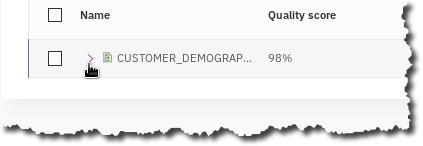 Name Quality score
CUSTOMER_DEMOGRAP... 98%